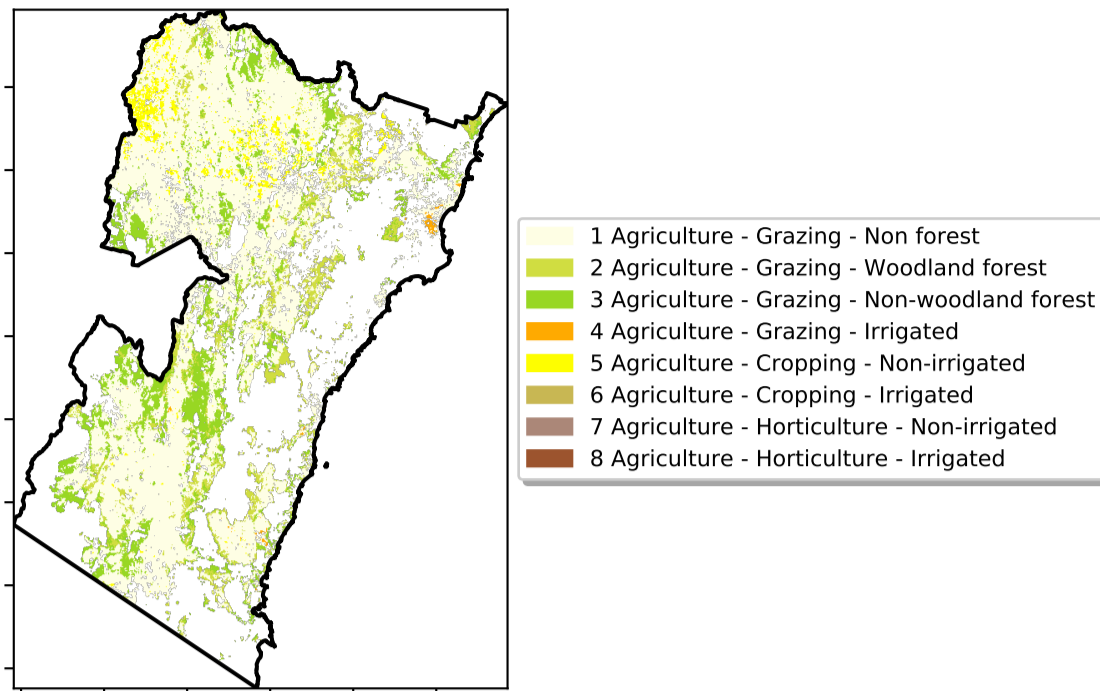 1 Agriculture - Grazing - Non forest
2 Agriculture - Grazing - Woodland forest
3 Agriculture - Grazing - Non-woodland forest
4 Agriculture - Grazing - Irrigated
5 Agriculture - Cropping - Non-irrigated
6 Agriculture - Cropping - Irrigated
7 Agriculture - Horticulture - Non-irrigated
8 Agriculture - Horticulture - Irrigated